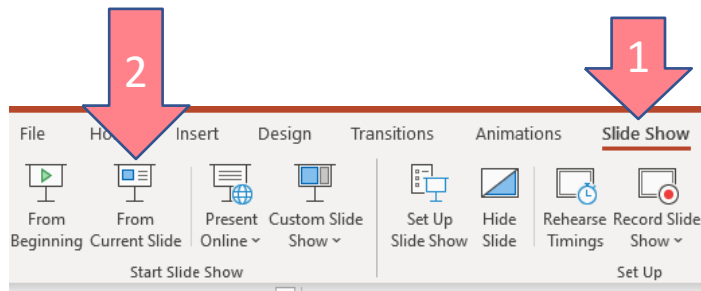 2
1
File Ho Insert Design Transitions Animations Slide Show
From Beginning
From Current Slide
Present Online
Custom Slide Show
Set Up Slide Show
Hide Slide
Rehearse Timings
Record Slide Show
Start Slide Show
Set Up